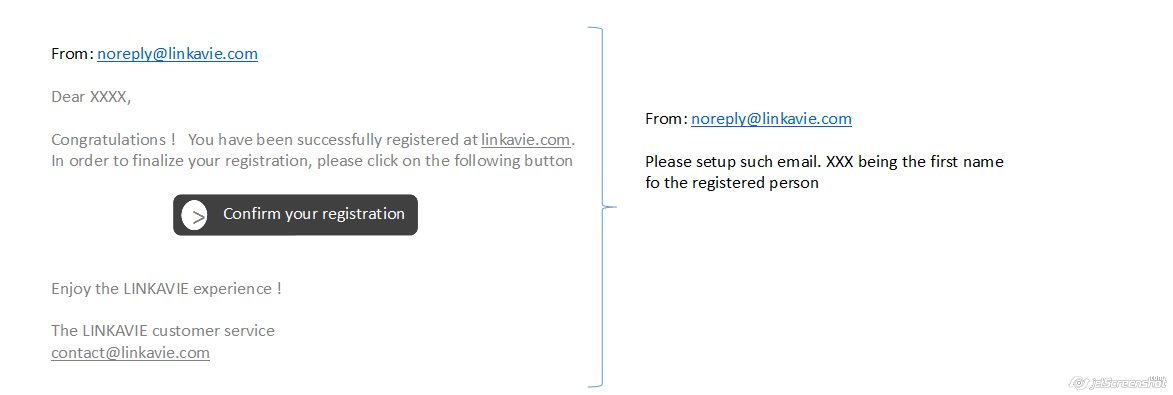 From: noreply@linkavie.com
Dear XXXX,
Congratulations ! You have been successfully registered at linkavie.com.
In order to finalize your registration, please click on the following button
> Confirm your registration
Enjoy the LINKAVIE experience !
The LINKAVIE customer service
contact@linkavie.com
From: noreply@linkavie.com
Please setup such email. XXX being the first name
fo the registered person
jetScreenshot